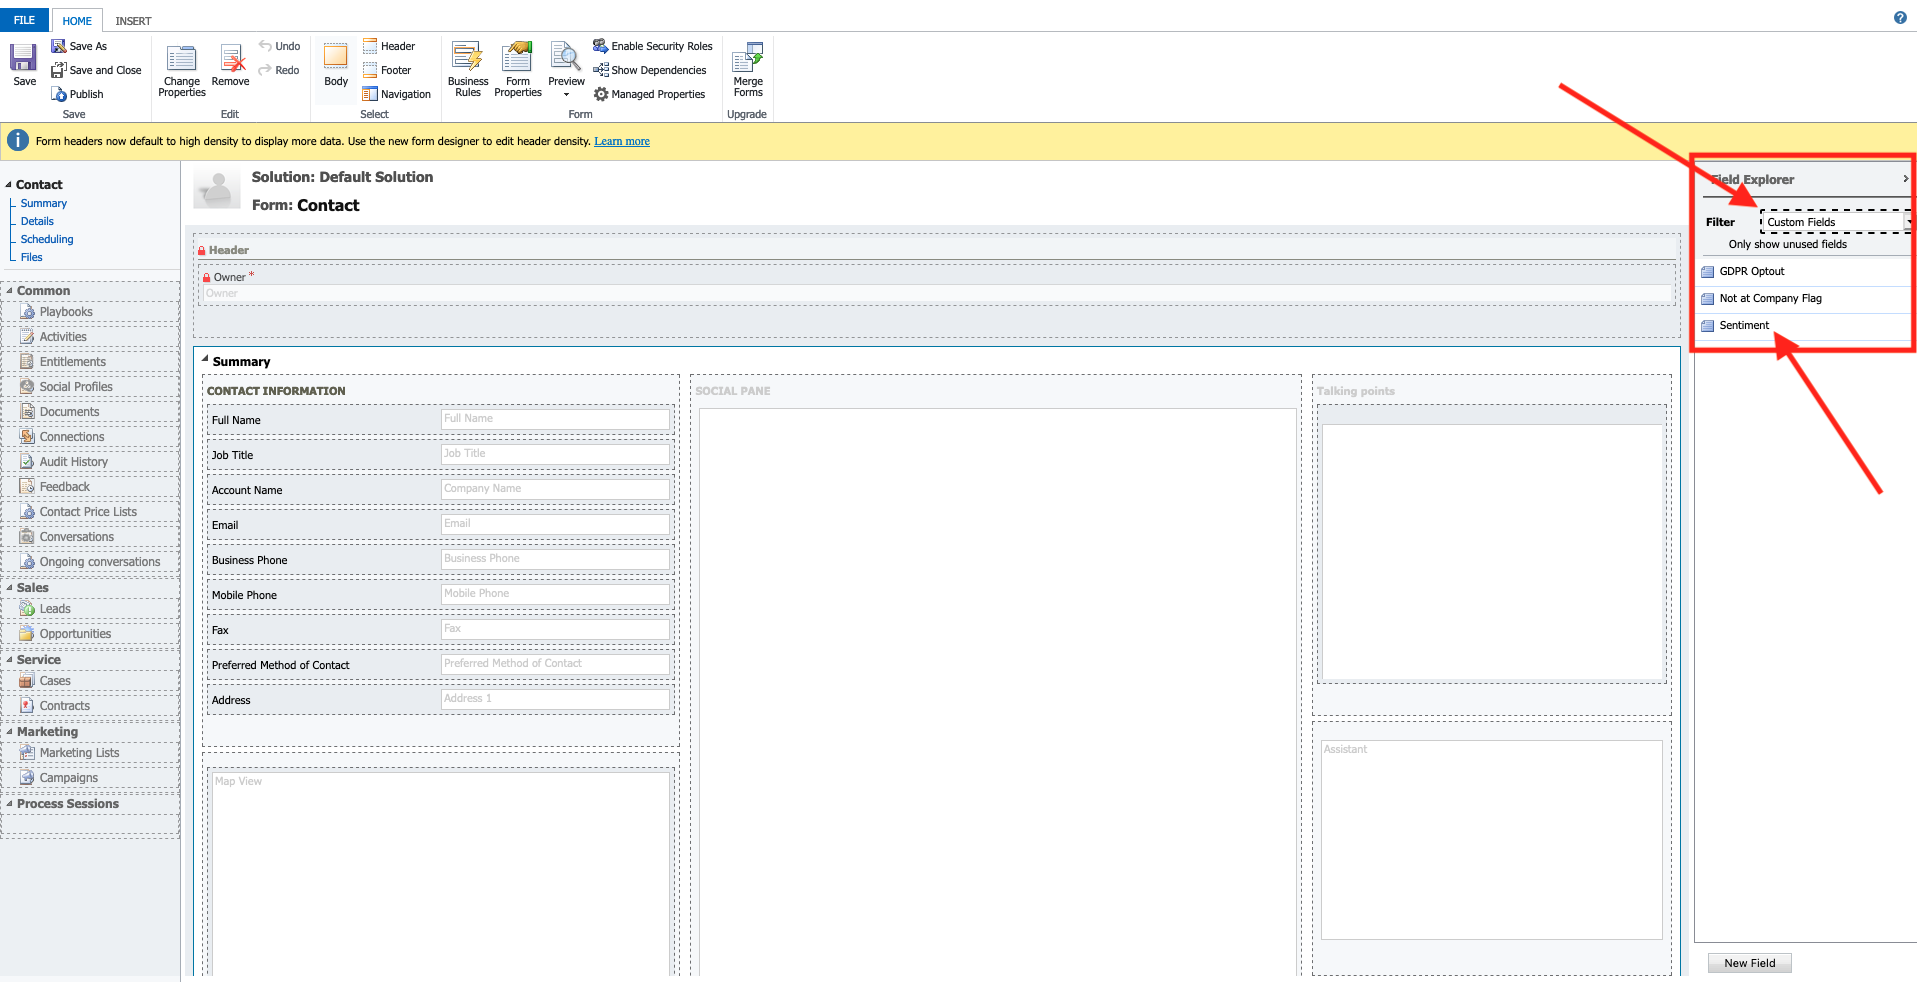 FILE
HOME
INSERT
Save
Save As
Save and Close
Publish
Save
Change Properties
Remove
Undo
Redo
Edit
Body
Header
Footer
Navigation
Select
Business Rules
Form Properties
Preview
Enable Security Roles
Show Dependencies
Managed Properties
Form
Merge Forms
Upgrade
Form headers now default to high density to display more data. Use the new form designer to edit header density. Learn more
Contact
Summary
Details
Scheduling
Files
Common
Playbooks
Activities
Entitlements
Social Profiles
Documents
Connections
Audit History
Feedback
Contact Price Lists
Conversations
Ongoing conversations
Sales
Leads
Opportunities
Service
Cases
Contracts
Marketing
Marketing Lists
Campaigns
Process Sessions
Solution: Default Solution
Form: Contact
Header
Owner *
Owner
Summary
CONTACT INFORMATION
Full Name
Full Name
Job Title
Job Title
Account Name
Company Name
Email
Email
Business Phone
Business Phone
Mobile Phone
Mobile Phone
Fax
Fax
Preferred Method of Contact
Preferred Method of Contact
Address
Address 1
Map View
SOCIAL PANE
Talking points
Assistant
Field Explorer
Filter
Custom Fields
Only show unused fields
GDPR Optout
Not at Company Flag
Sentiment
New Field